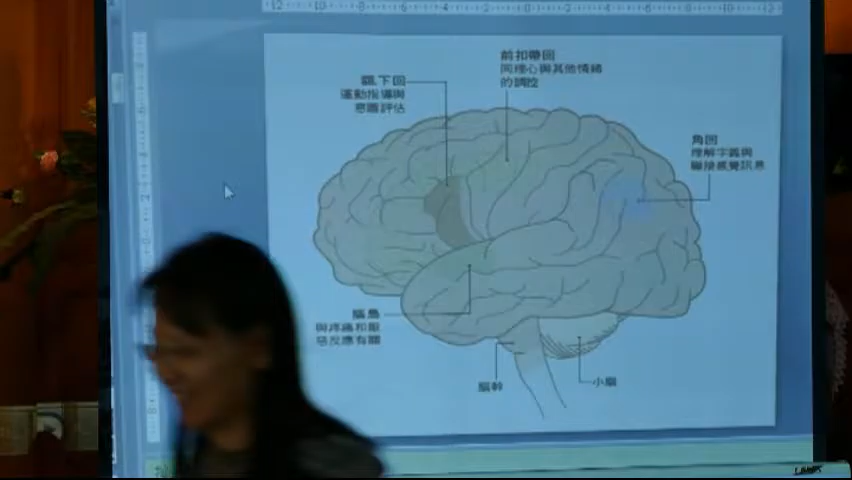 前扣帶回
同理心與其他情緒
的調控
額下回
運動指導與
意圖評估
角回
理解字義與
聯接感覺訊息
腦島
與疼痛和厭
惡反應有關
腦幹
小腦